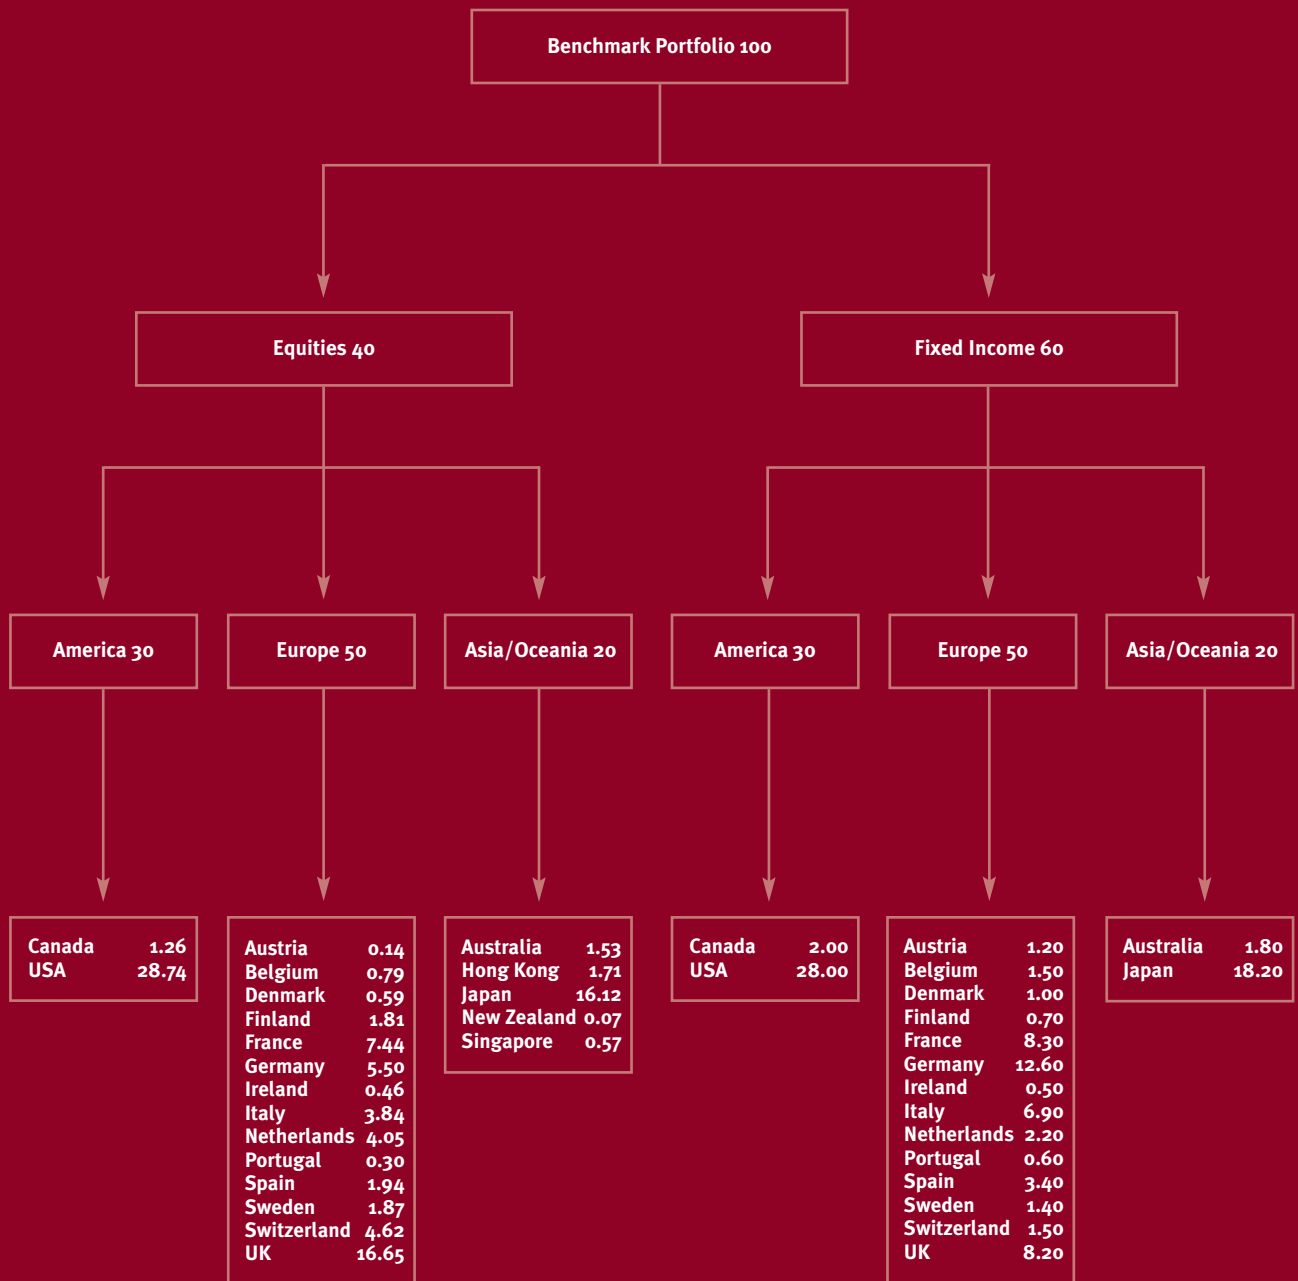 Benchmark Portfolio 100
Equities 40
Fixed Income 60
America 30
Europe 50
Asia/Oceania 20
America 30
Europe 50
Asia/Oceania 20
Canada 1.26
USA 28.74
Austria 0.14
Belgium 0.79
Denmark 0.59
Finland 1.81
France 7.44
Germany 5.50
Ireland 0.46
Italy 3.84
Netherlands 4.05
Portugal 0.30
Spain 1.94
Sweden 1.87
Switzerland 4.62
UK 16.65
Australia 1.53
Hong Kong 1.71
Japan 16.12
New Zealand 0.07
Singapore 0.57
Canada 2.00
USA 28.00
Austria 1.20
Belgium 1.50
Denmark 1.00
Finland 0.70
France 8.30
Germany 12.60
Ireland 0.50
Italy 6.90
Netherlands 2.20
Portugal 0.60
Spain 3.40
Sweden 1.40
Switzerland 1.50
UK 8.20
Australia 1.80
Japan 18.20